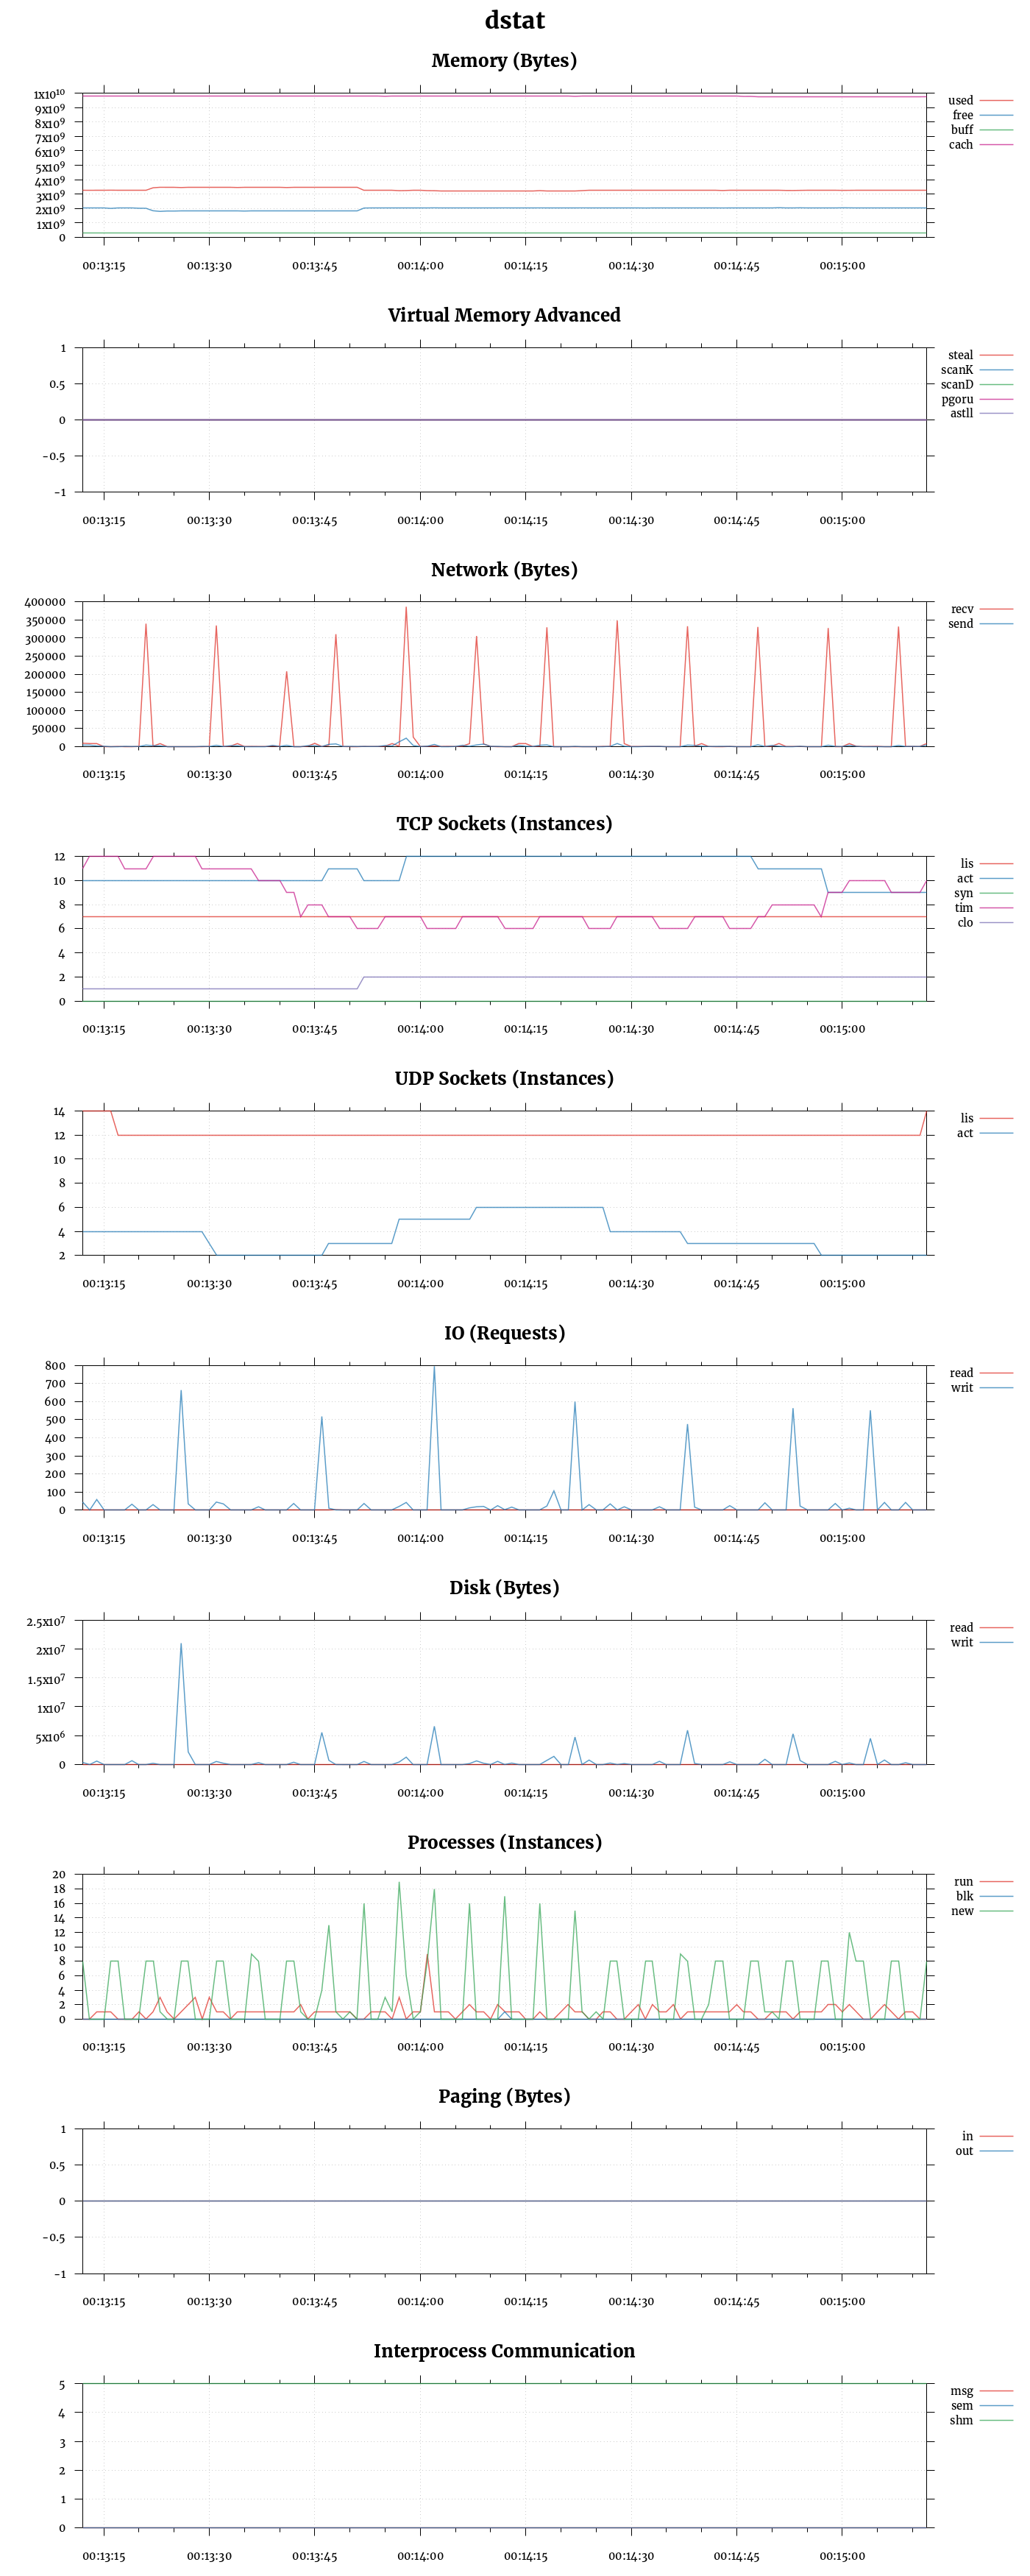 dstat
Memory (Bytes)
1x10^10
9x10^9
8x10^9
7x10^9
6x10^9
5x10^9
4x10^9
3x10^9
2x10^9
1x10^9
0
used
free
buff
cach
00:13:15 00:13:30 00:13:45 00:14:00 00:14:15 00:14:30 00:14:45 00:15:00
Virtual Memory Advanced
1
0.5
0
-0.5
-1
steal
scanK
scanD
pgoru
astll
00:13:15 00:13:30 00:13:45 00:14:00 00:14:15 00:14:30 00:14:45 00:15:00
Network (Bytes)
400000
350000
300000
250000
200000
150000
100000
50000
0
recv
send
00:13:15 00:13:30 00:13:45 00:14:00 00:14:15 00:14:30 00:14:45 00:15:00
TCP Sockets (Instances)
12
10
8
6
4
2
0
lis
act
syn
tim
clo
00:13:15 00:13:30 00:13:45 00:14:00 00:14:15 00:14:30 00:14:45 00:15:00
UDP Sockets (Instances)
14
12
10
8
6
4
2
lis
act
00:13:15 00:13:30 00:13:45 00:14:00 00:14:15 00:14:30 00:14:45 00:15:00
IO (Requests)
800
700
600
500
400
300
200
100
0
read
writ
00:13:15 00:13:30 00:13:45 00:14:00 00:14:15 00:14:30 00:14:45 00:15:00
Disk (Bytes)
2.5x10^7
2x10^7
1.5x10^7
1x10^7
5x10^6
0
read
writ
00:13:15 00:13:30 00:13:45 00:14:00 00:14:15 00:14:30 00:14:45 00:15:00
Processes (Instances)
20
18
16
14
12
10
8
6
4
2
0
run
blk
new
00:13:15 00:13:30 00:13:45 00:14:00 00:14:15 00:14:30 00:14:45 00:15:00
Paging (Bytes)
1
0.5
0
-0.5
-1
in
out
00:13:15 00:13:30 00:13:45 00:14:00 00:14:15 00:14:30 00:14:45 00:15:00
Interprocess Communication
5
4
3
2
1
0
msg
sem
shm
00:13:15 00:13:30 00:13:45 00:14:00 00:14:15 00:14:30 00:14:45 00:15:00